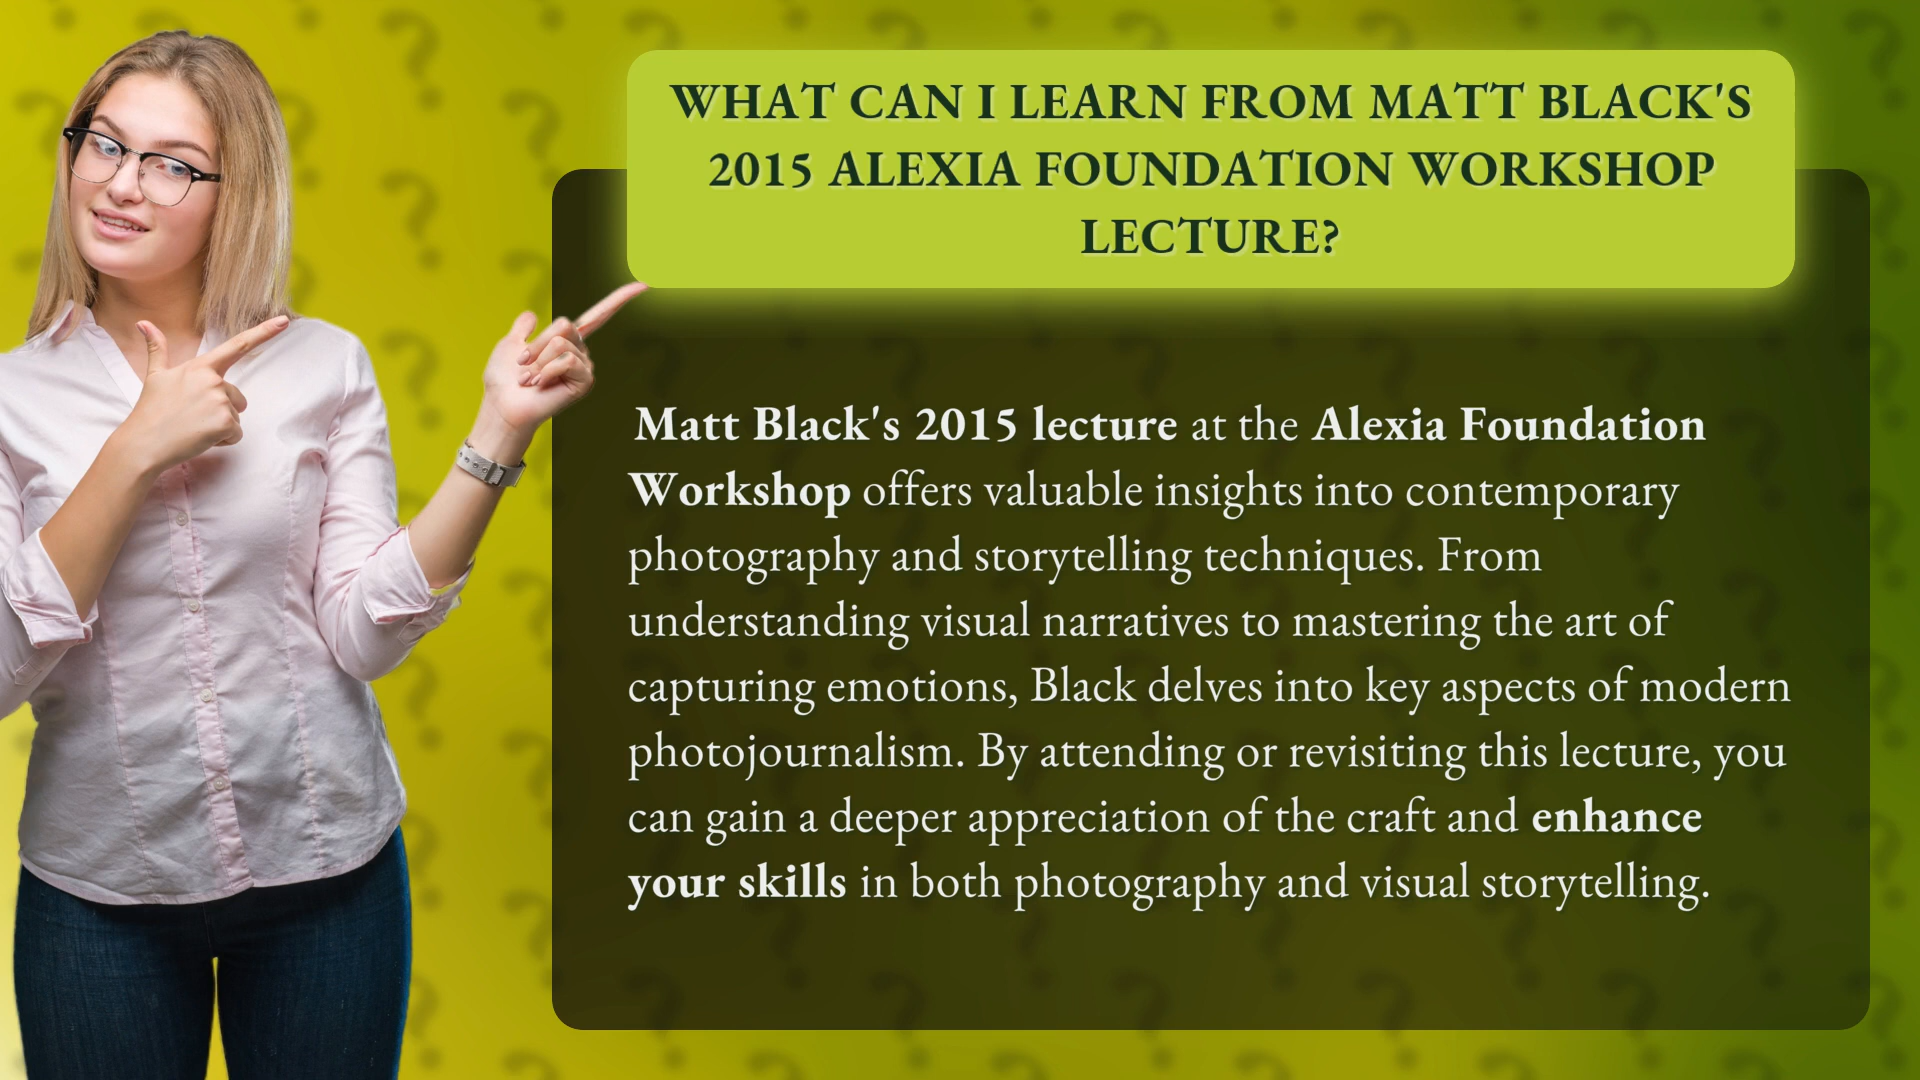 WHAT CAN I LEARN FROM MATT BLACK'S
2015 ALEXIA FOUNDATION WORKSHOP
LECTURE?
Matt Black's 2015 lecture at the Alexia Foundation
Workshop offers valuable insights into contemporary
photography and storytelling techniques. From
understanding visual narratives to mastering the art of
capturing emotions, Black delves into key aspects of modern
photojournalism. By attending or revisiting this lecture, you
can gain a deeper appreciation of the craft and enhance
your skills in both photography and visual storytelling.